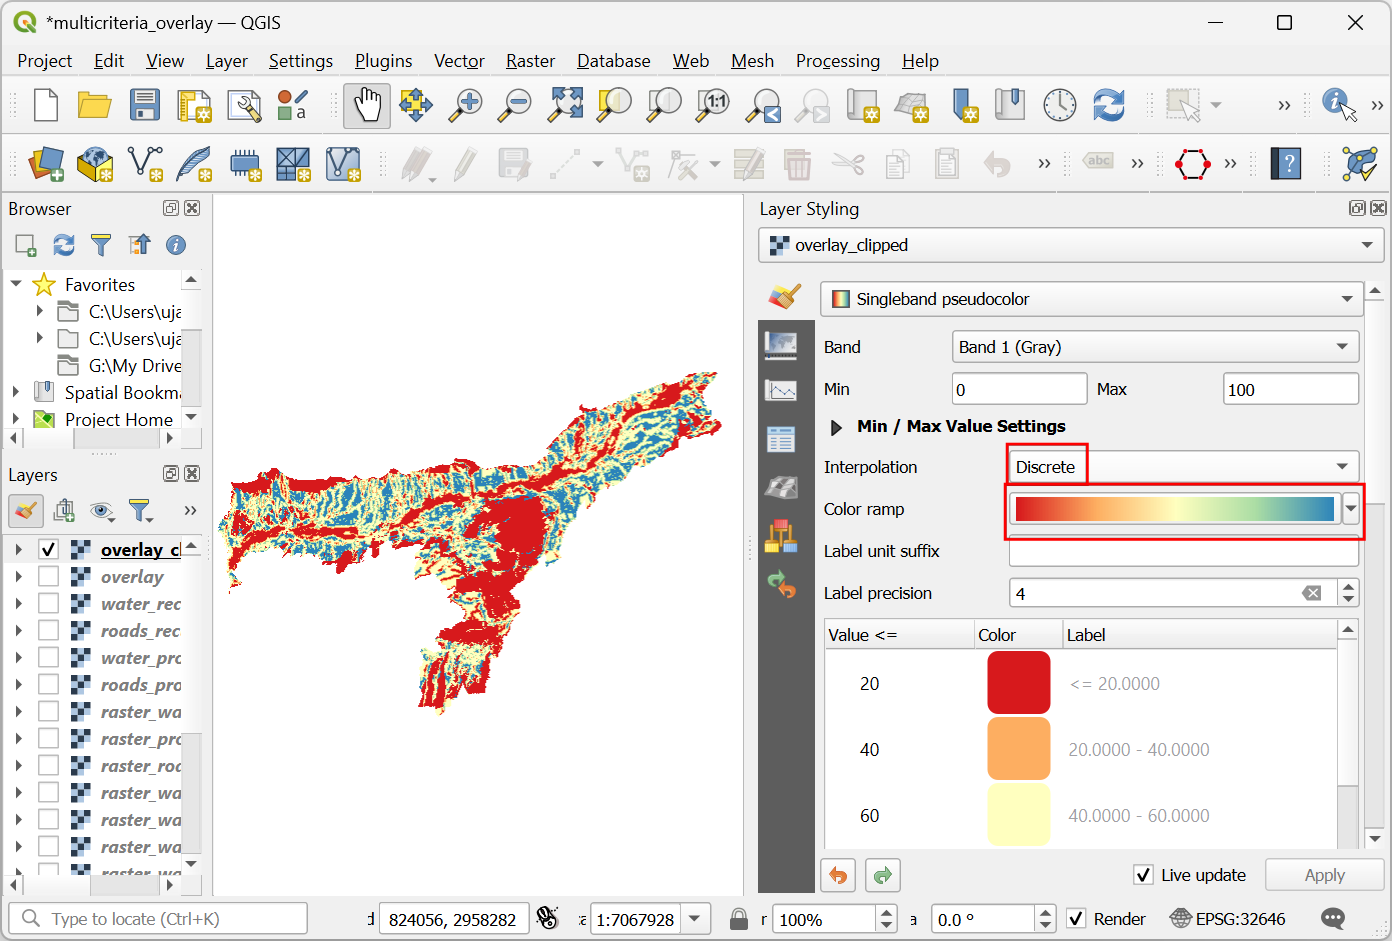 *multicriteria_overlay — QGIS
Project Edit View Layer Settings Plugins Vector Raster Database Web Mesh Processing Help
1:1
abc
Browser
Favorites
C:\Users\uja
C:\Users\uja
G:\My Drive
Spatial Bookma
Project Home
Layers
overlay_cl
overlay
water_rec
roads_rec
water_pro
roads_pro
raster_wa
raster_pro
raster_roa
raster_wa
raster_wa
raster_wa
raster_wa
Layer Styling
overlay_clipped
Singleband pseudocolor
Band Band 1 (Gray)
Min 0 Max 100
Min / Max Value Settings
Interpolation Discrete
Color ramp
Label unit suffix
Label precision 4
Value <= Color Label
20 <= 20.0000
40 20.0000 - 40.0000
60 40.0000 - 60.0000
Live update Apply
Type to locate (Ctrl+K) d 824056, 2958282 :a 1:7067928 r 100% a 0.0 ° Render EPSG:32646